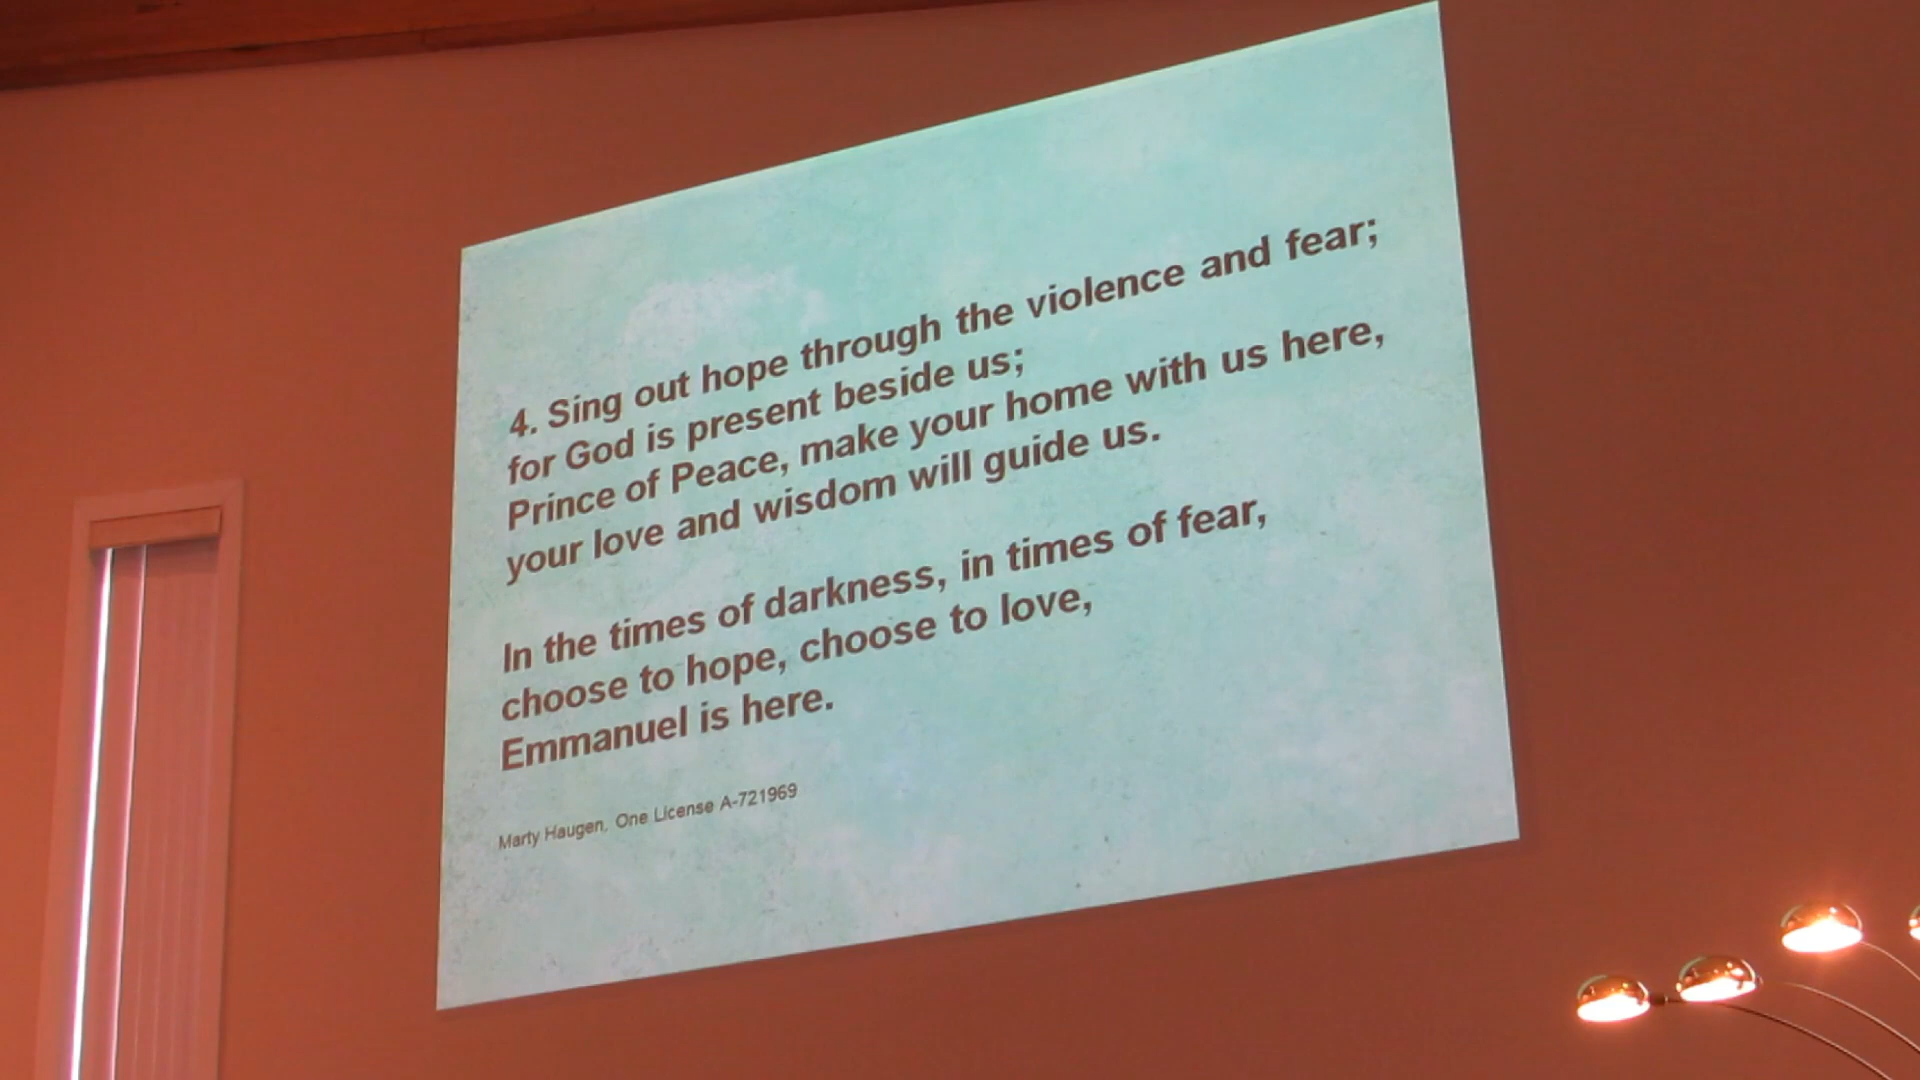 4. Sing out hope through the violence and fear;
for God is present beside us;
Prince of Peace, make your home with us here,
your love and wisdom will guide us.
In the times of darkness, in times of fear,
choose to hope, choose to love,
Emmanuel is here.
Marty Haugen, One License A-721969